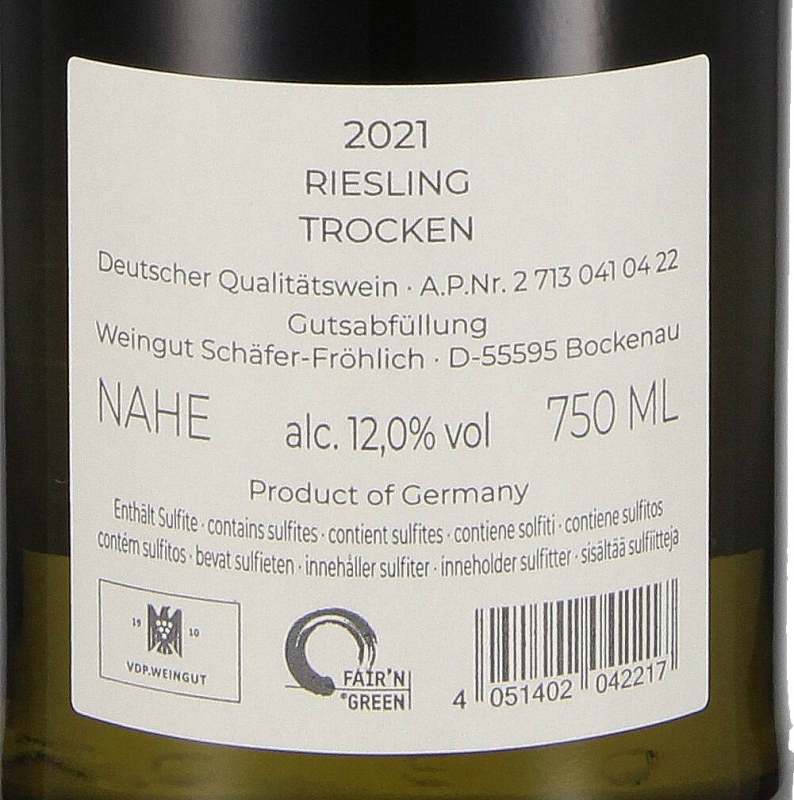 2021
RIESLING
TROCKEN
Deutscher Qualitätswein · A.P.Nr. 2 713 041 04 22
Gutsabfüllung
Weingut Schäfer-Fröhlich · D-55595 Bockenau
NAHE alc. 12,0% vol 750 ML
Product of Germany
Enthält Sulfite · contains sulfites · contient sulfites · contiene solfiti · contiene sulfitos
contém sulfitos · bevat sulfieten · innehåller sulfiter · inneholder sulfitter · sisältää sulfiitteja
19 10
VDP.WEINGUT
FAIR'N
GREEN
4 051402 042217